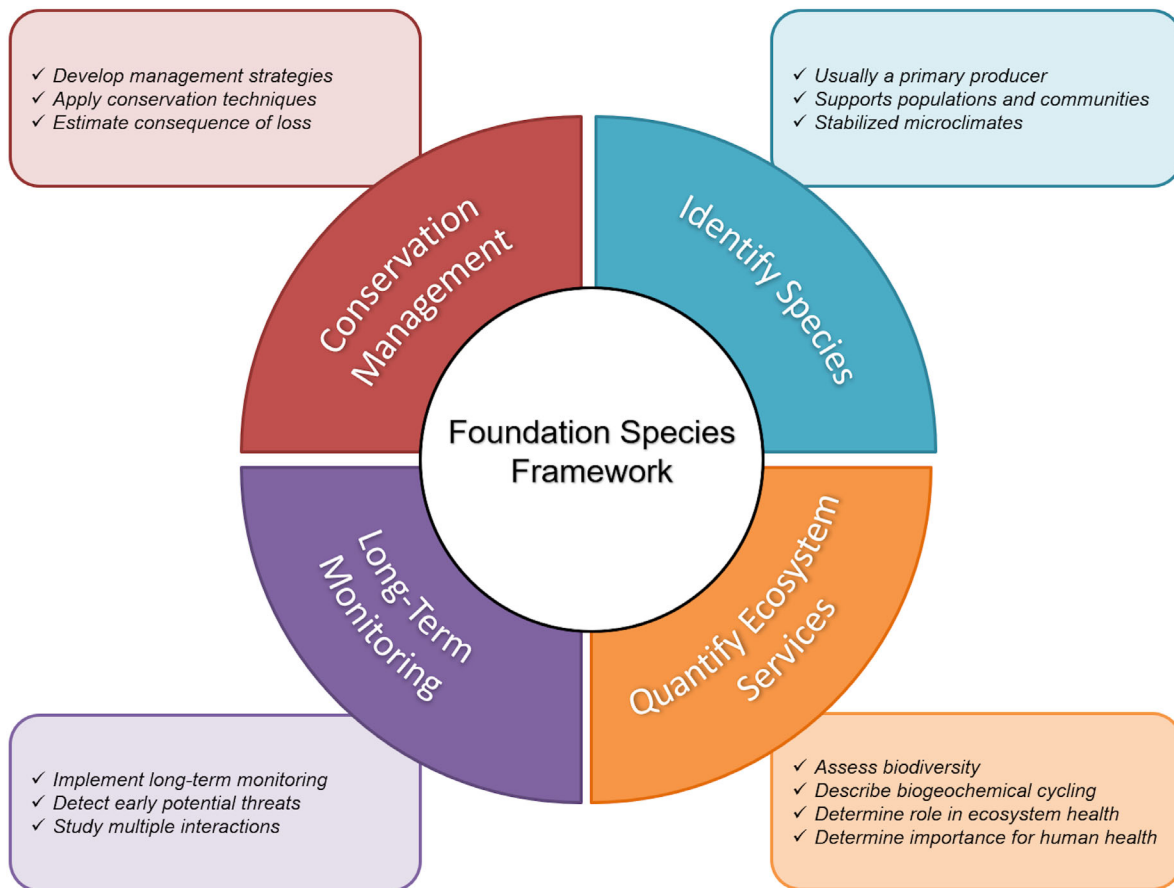 ✓ Develop management strategies
✓ Apply conservation techniques
✓ Estimate consequence of loss
✓ Usually a primary producer
✓ Supports populations and communities
✓ Stabilized microclimates
Conservation
Management
Identify Species
Foundation Species
Framework
Long-Term
Monitoring
Quantify Ecosystem
Services
✓ Implement long-term monitoring
✓ Detect early potential threats
✓ Study multiple interactions
✓ Assess biodiversity
✓ Describe biogeochemical cycling
✓ Determine role in ecosystem health
✓ Determine importance for human health